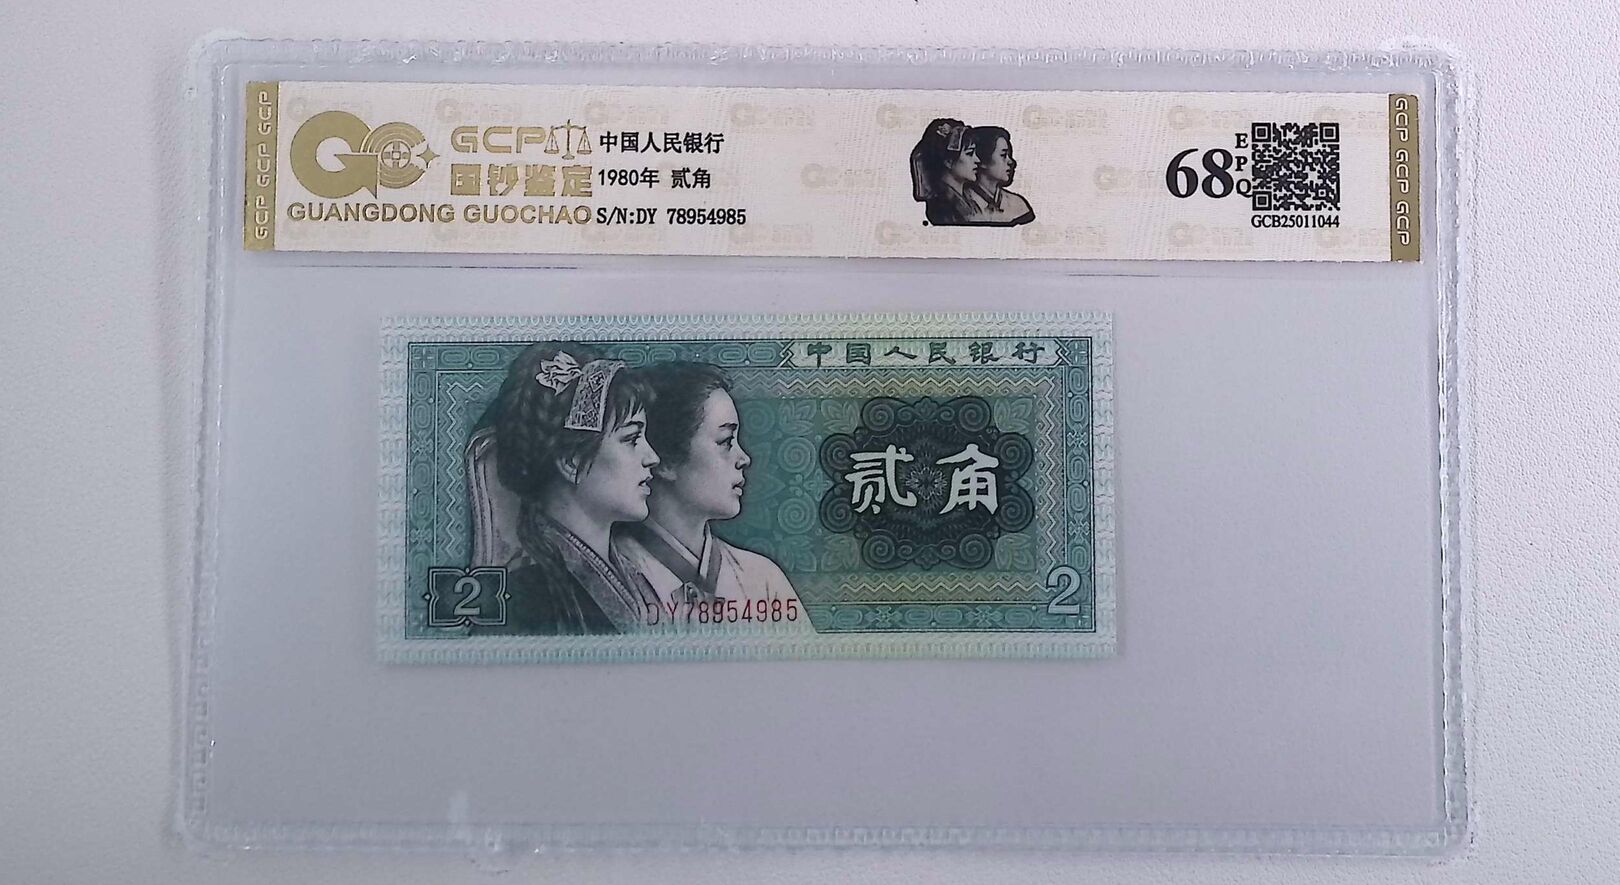 GCP GCP GCP
GCP
国钞鉴定
GUANGDONG GUOCHAO
中国人民银行
1980年 贰角
S/N:DY 78954985
68
EPQ
GCB25011044
GCP GCP GCP
中国人民银行
贰角
2
DY78954985
2